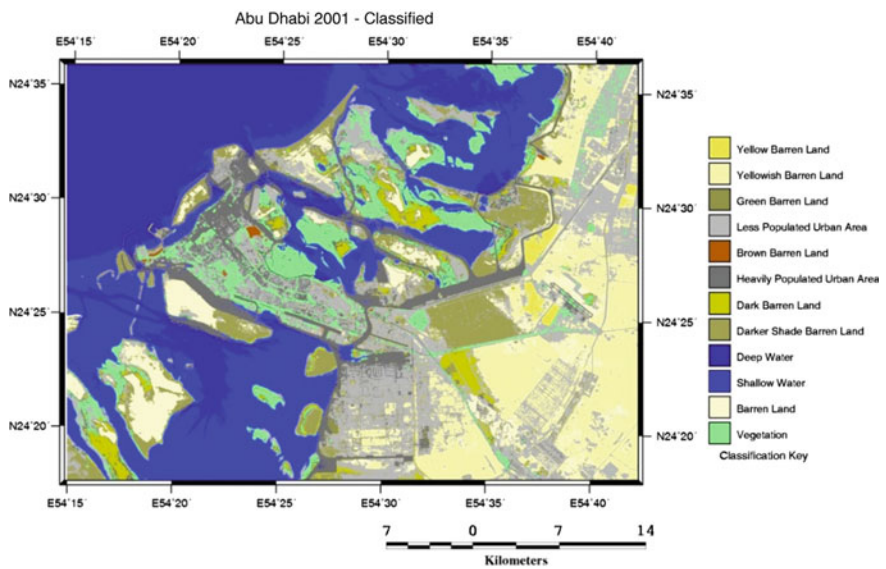 Abu Dhabi 2001 - Classified
E54°15' E54°20' E54°25' E54°30' E54°35' E54°40'
N24°35' N24°35'
N24°30' N24°30'
N24°25' N24°25'
N24°20' N24°20'
E54°15' E54°20' E54°25' E54°30' E54°35' E54°40'
Yellow Barren Land
Yellowish Barren Land
Green Barren Land
Less Populated Urban Area
Brown Barren Land
Heavily Populated Urban Area
Dark Barren Land
Darker Shade Barren Land
Deep Water
Shallow Water
Barren Land
Vegetation
Classification Key
7 0 7 14
Kilometers